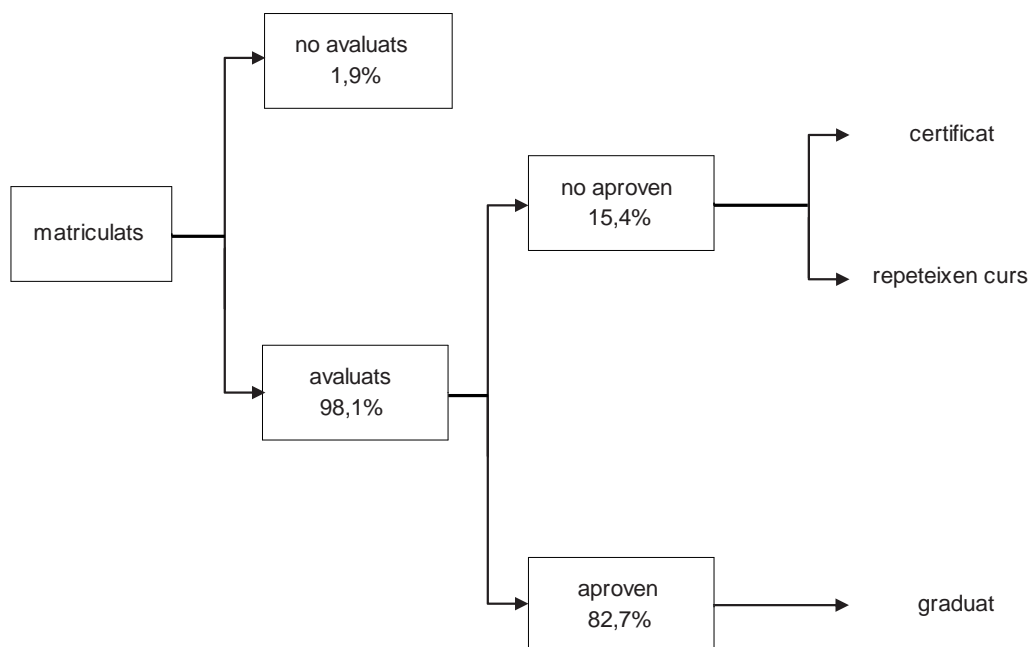 no avaluats
1,9%
certificat
no aproven
15,4%
matriculats
repeteixen curs
avaluats
98,1%
aproven
82,7%
graduat